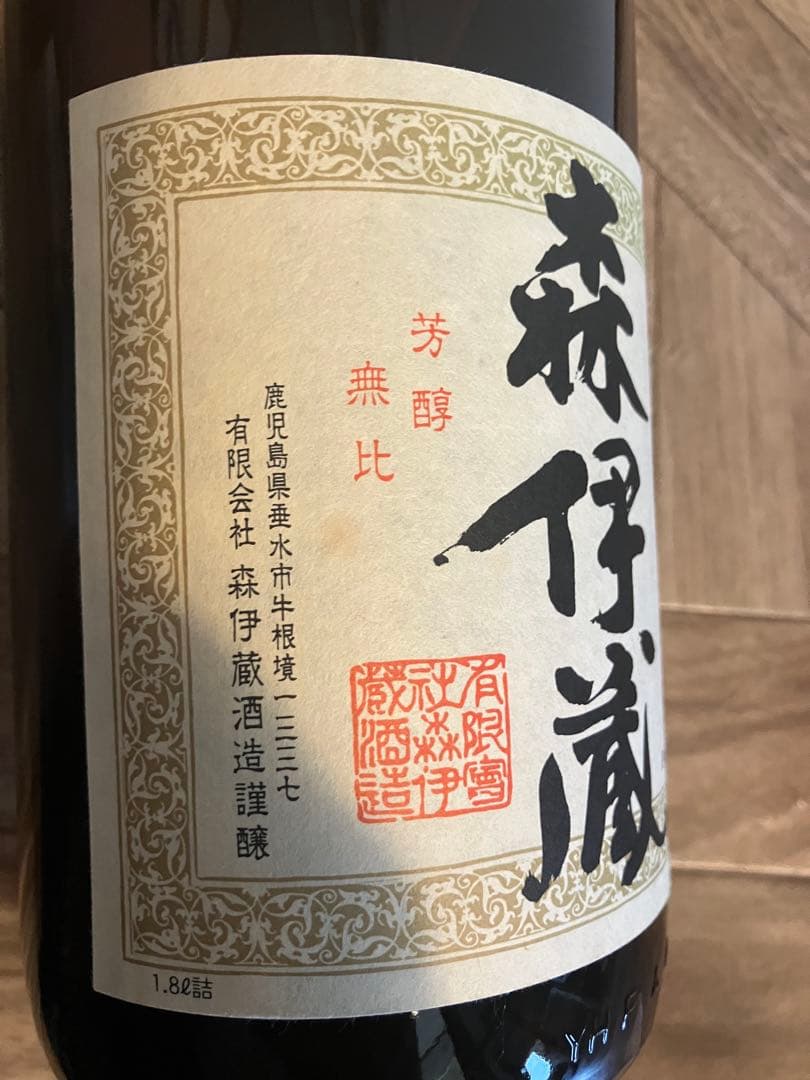 森伊蔵
芳醇
無比
鹿児島県垂水市牛根境一三三七
有限会社 森伊蔵酒造謹醸
有限會
社森伊
蔵酒造
1.8ℓ詰